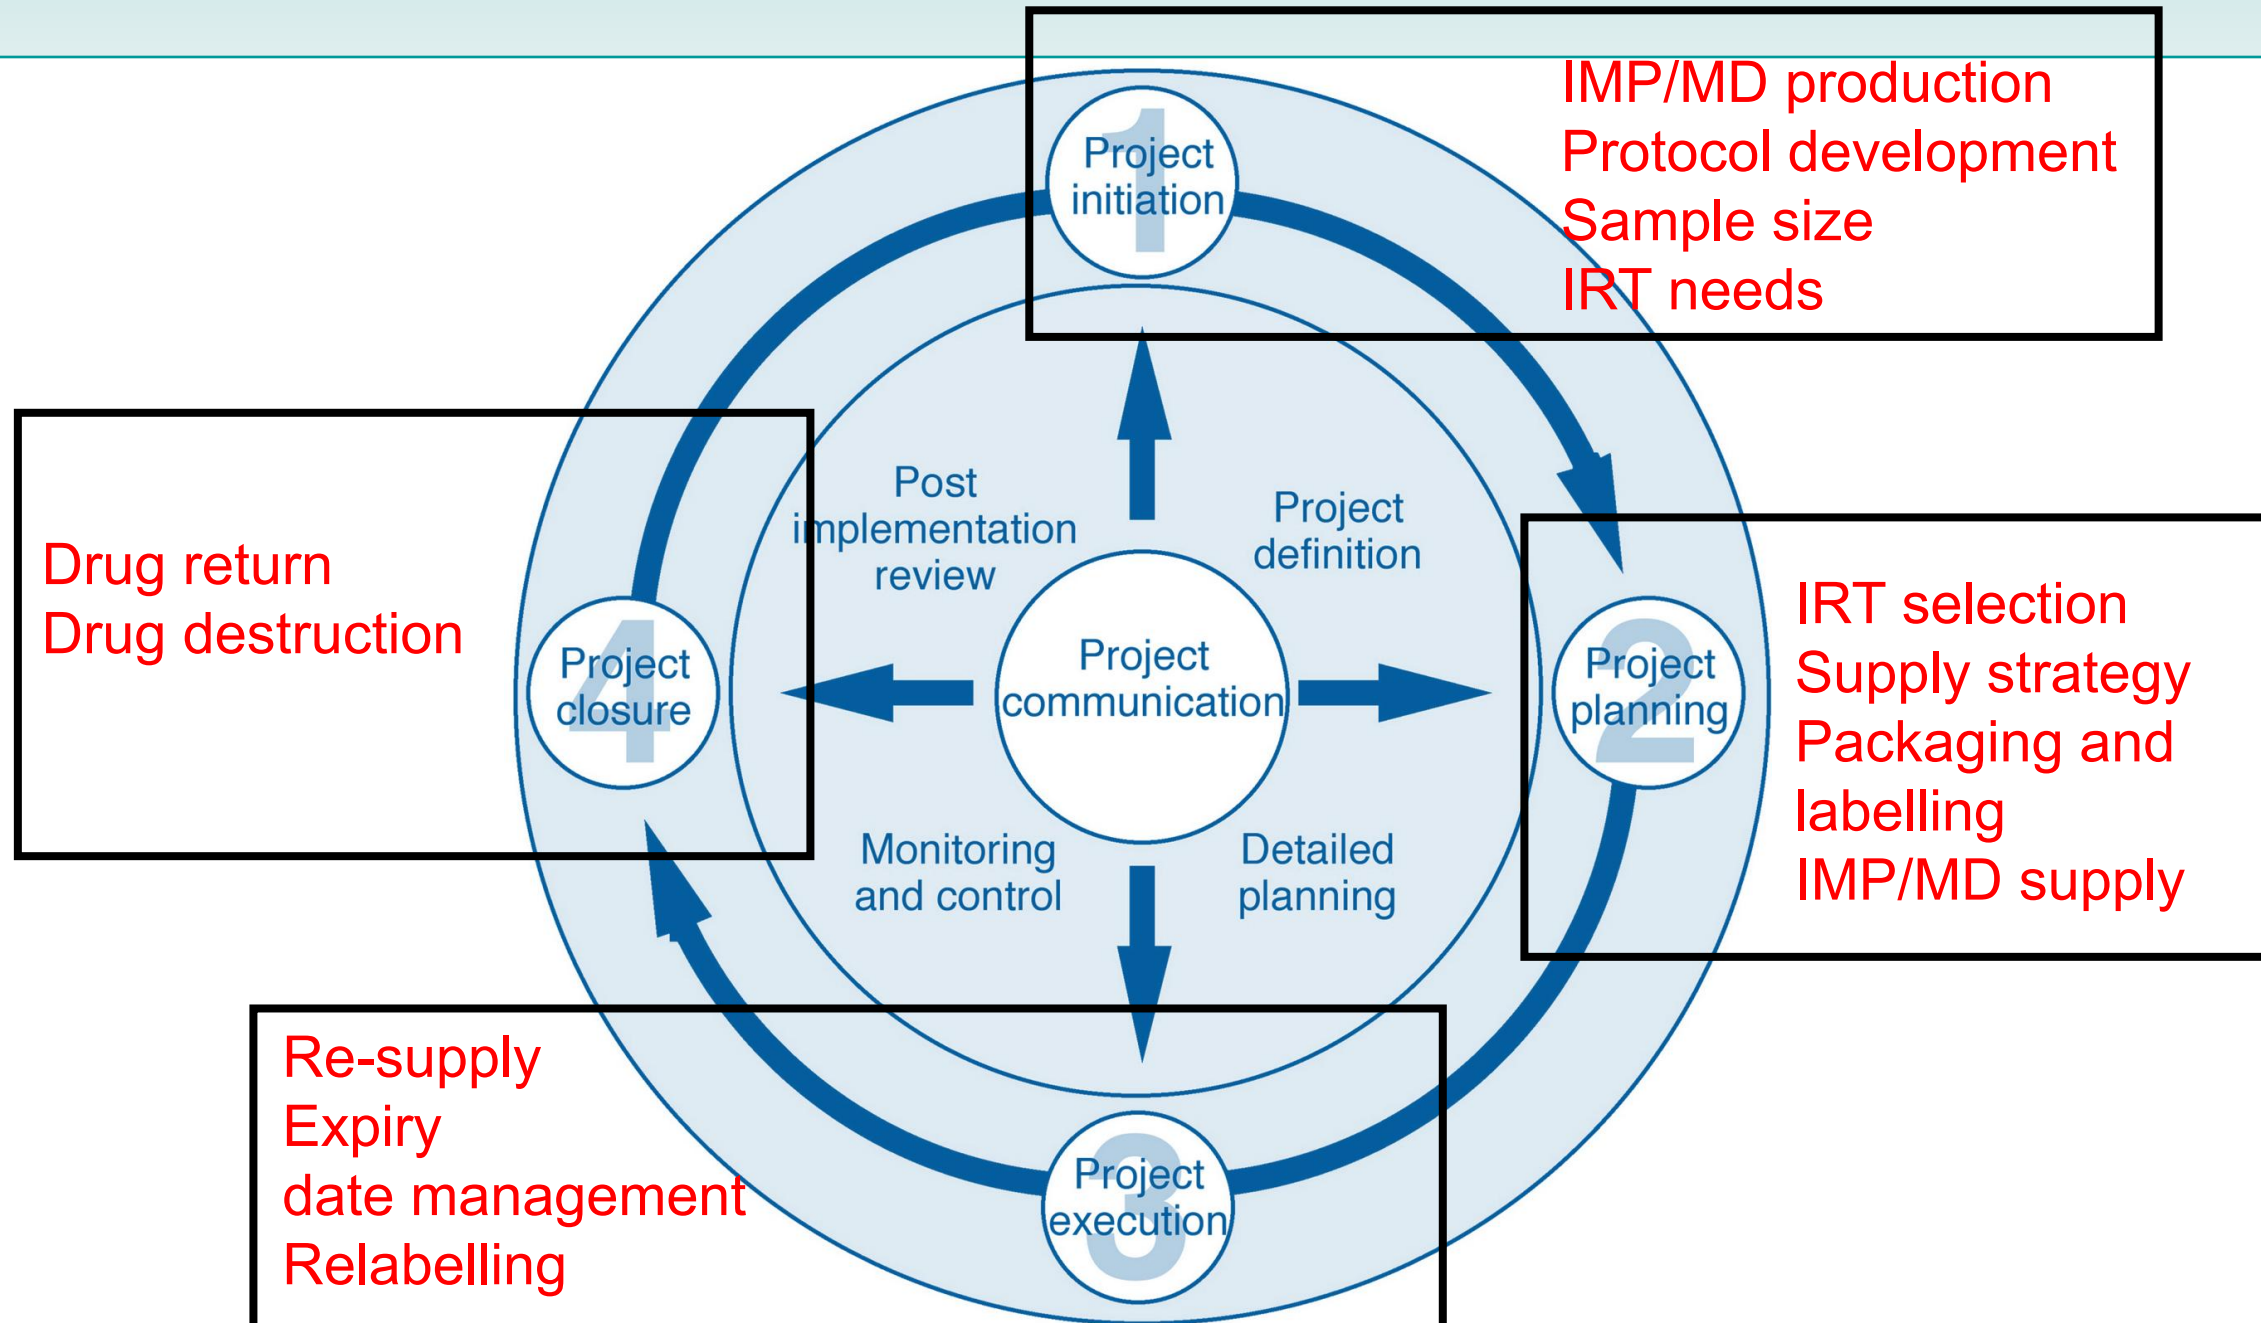 IMP/MD production
Protocol development
Sample size
IRT needs
1
Project
initiation
Post
implementation
review
Project
definition
Drug return
Drug destruction
4
Project
closure
Project
communication
2
Project
planning
IRT selection
Supply strategy
Packaging and
labelling
IMP/MD supply
Monitoring
and control
Detailed
planning
Re-supply
Expiry
date management
Relabelling
3
Project
execution